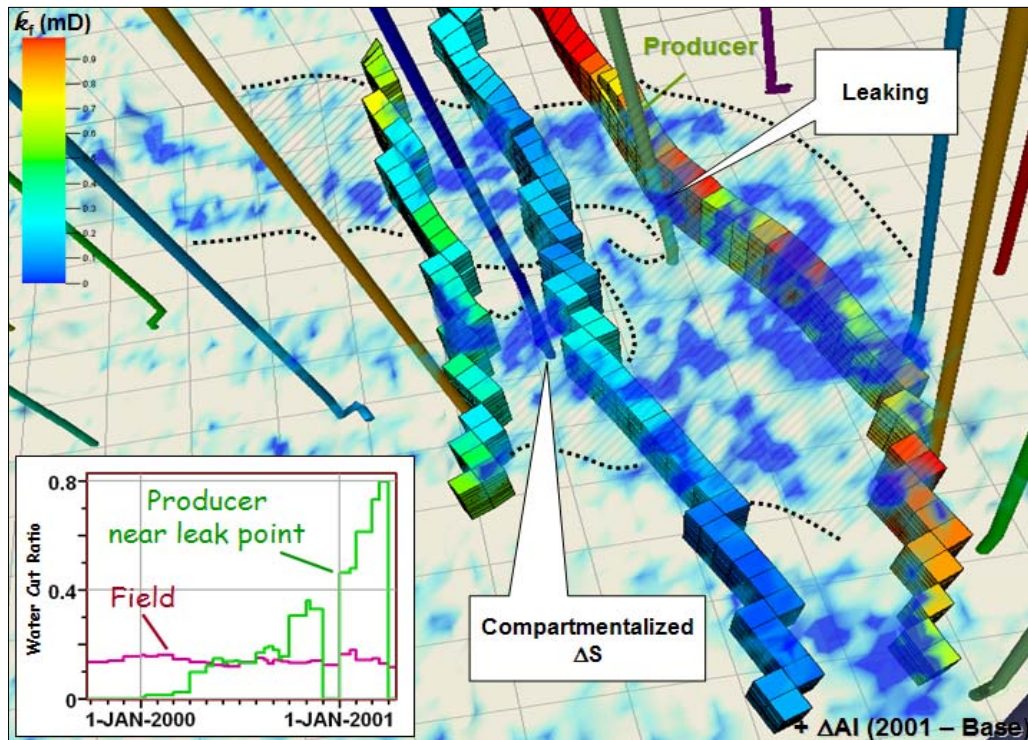 k̂f (mD)
0.9
0.8
0.7
0.6
0.5
0.4
0.3
0.2
0.1
0
Producer
Leaking
Compartmentalized
ΔS
+ ΔAI (2001 – Base)
0.8
0.4
0
Water Cut Ratio
Producer
near leak point
Field
1-JAN-2000
1-JAN-2001